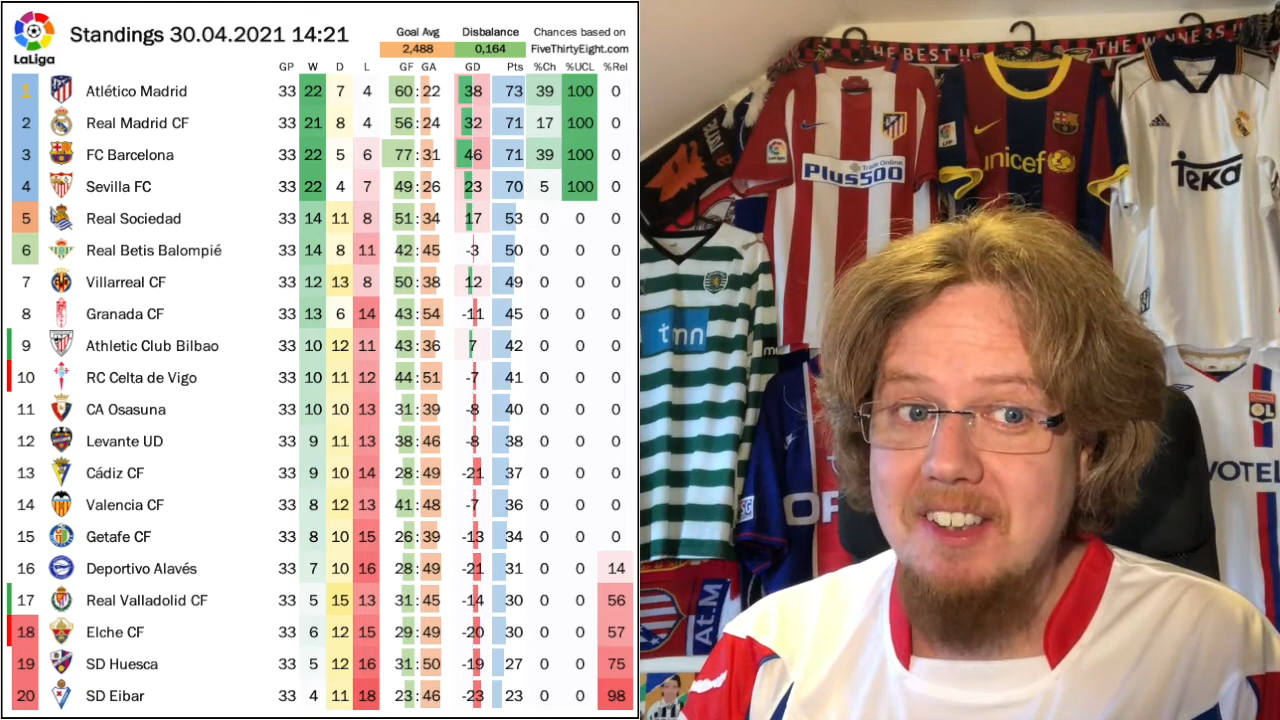 LaLiga
Standings 30.04.2021 14:21
Goal Avg Disbalance Chances based on
2,488 0,164 FiveThirtyEight.com
GP W D L GF GA GD Pts %Ch %UCL %Rel
1 Atlético Madrid 33 22 7 4 60:22 38 73 39 100 0
2 Real Madrid CF 33 21 8 4 56:24 32 71 17 100 0
3 FC Barcelona 33 22 5 6 77:31 46 71 39 100 0
4 Sevilla FC 33 22 4 7 49:26 23 70 5 100 0
5 Real Sociedad 33 14 11 8 51:34 17 53 0 0 0
6 Real Betis Balompié 33 14 8 11 42:45 -3 50 0 0 0
7 Villarreal CF 33 12 13 8 50:38 12 49 0 0 0
8 Granada CF 33 13 6 14 43:54 -11 45 0 0 0
9 Athletic Club Bilbao 33 10 12 11 43:36 7 42 0 0 0
10 RC Celta de Vigo 33 10 11 12 44:51 -7 41 0 0 0
11 CA Osasuna 33 10 10 13 31:39 -8 40 0 0 0
12 Levante UD 33 9 11 13 38:46 -8 38 0 0 0
13 Cádiz CF 33 9 10 14 28:49 -21 37 0 0 0
14 Valencia CF 33 8 12 13 41:48 -7 36 0 0 0
15 Getafe CF 33 8 10 15 26:39 -13 34 0 0 0
16 Deportivo Alavés 33 7 10 16 28:49 -21 31 0 0 14
17 Real Valladolid CF 33 5 15 13 31:45 -14 30 0 0 56
18 Elche CF 33 6 12 15 29:49 -20 30 0 0 57
19 SD Huesca 33 5 12 16 31:50 -19 27 0 0 75
20 SD Eibar 33 4 11 18 23:46 -23 23 0 0 98
THE BEST !!
THE WINNERS
Trade Online
Plus500
unicef
Teka
tmn
OL
VOTEL
At.M